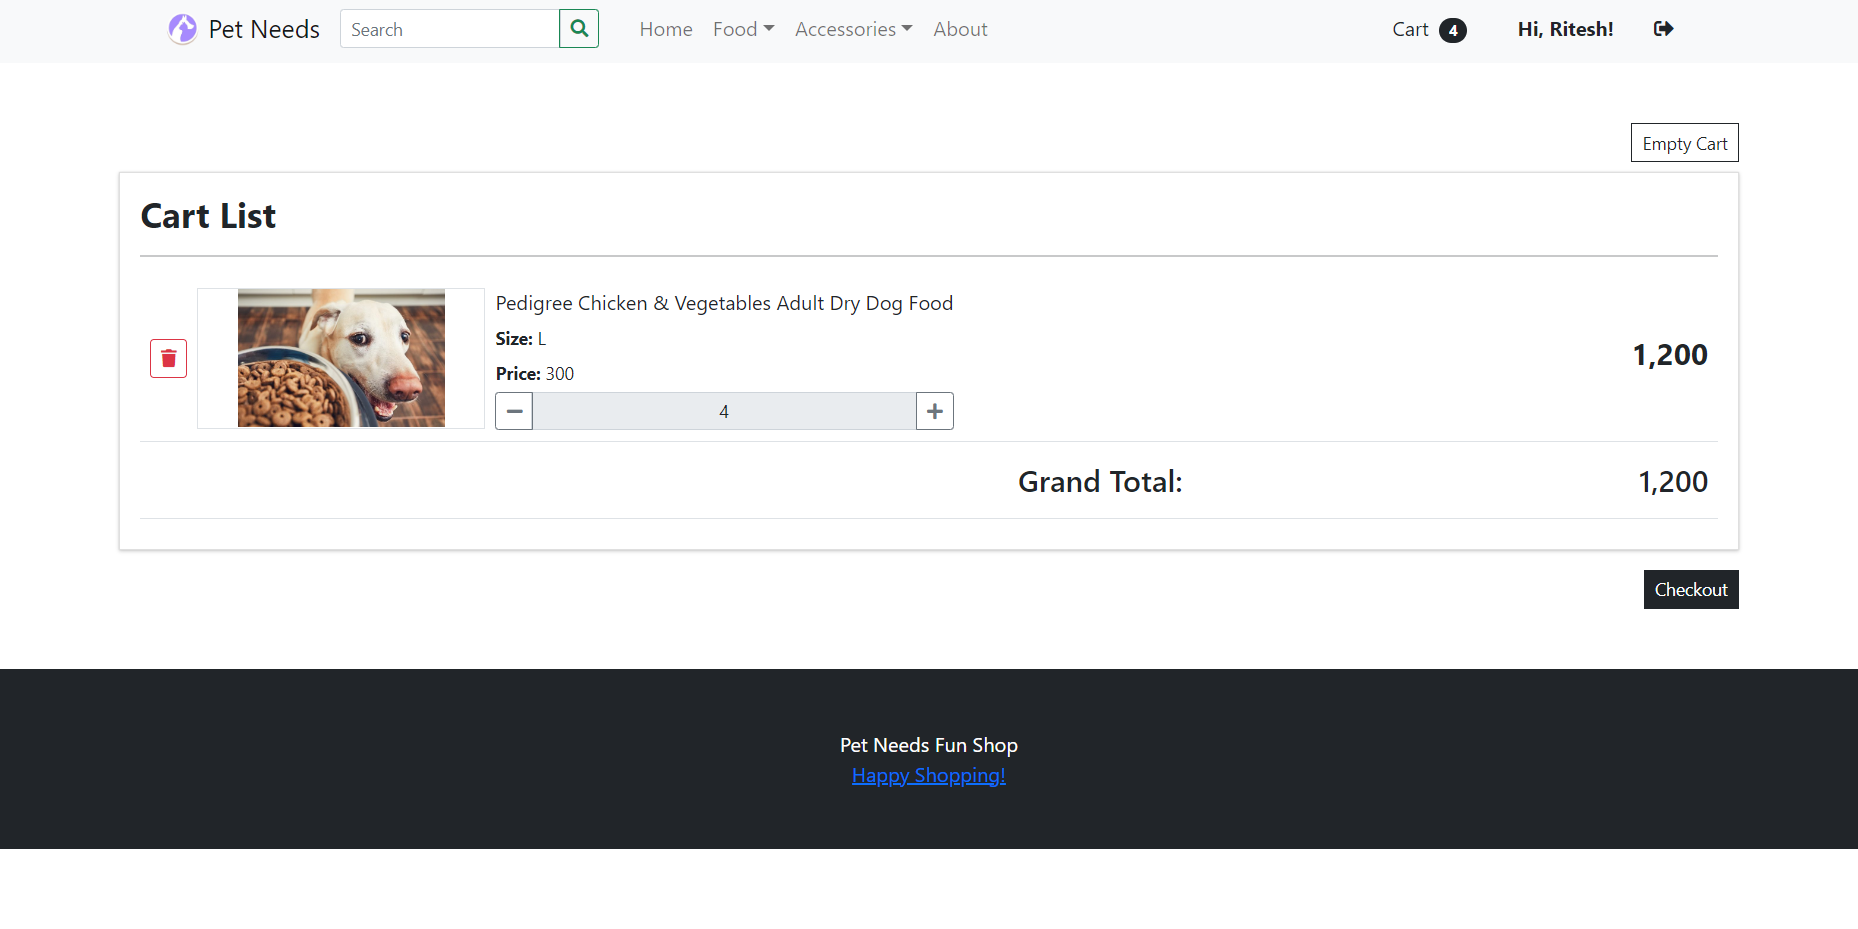 Pet Needs
Search
Home Food Accessories About
Cart 4
Hi, Ritesh!
Empty Cart
Cart List
Pedigree Chicken & Vegetables Adult Dry Dog Food
Size: L
Price: 300
4
1,200
Grand Total: 1,200
Checkout
Pet Needs Fun Shop
Happy Shopping!